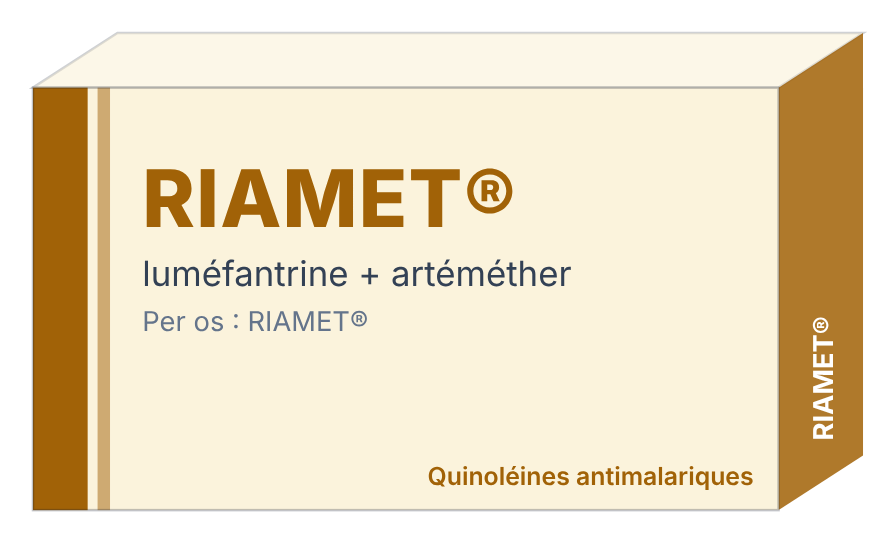 RIAMET®
luméfantrine + artéméther
Per os : RIAMET®
Quinoléines antimalariques
RIAMET®